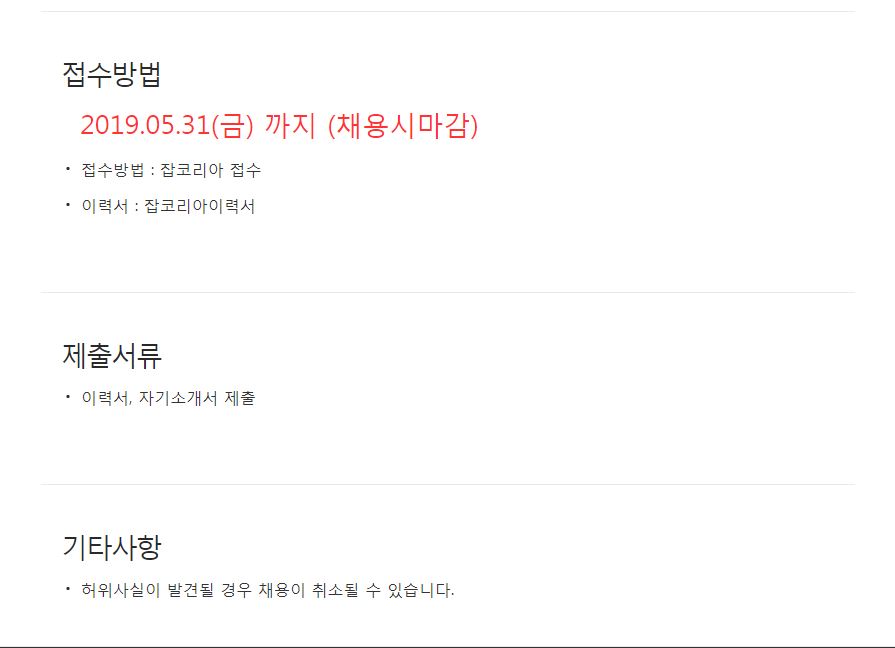 접수방법
2019.05.31(금) 까지 (채용시마감)
• 접수방법 : 잡코리아 접수
• 이력서 : 잡코리아이력서
제출서류
• 이력서, 자기소개서 제출
기타사항
• 허위사실이 발견될 경우 채용이 취소될 수 있습니다.